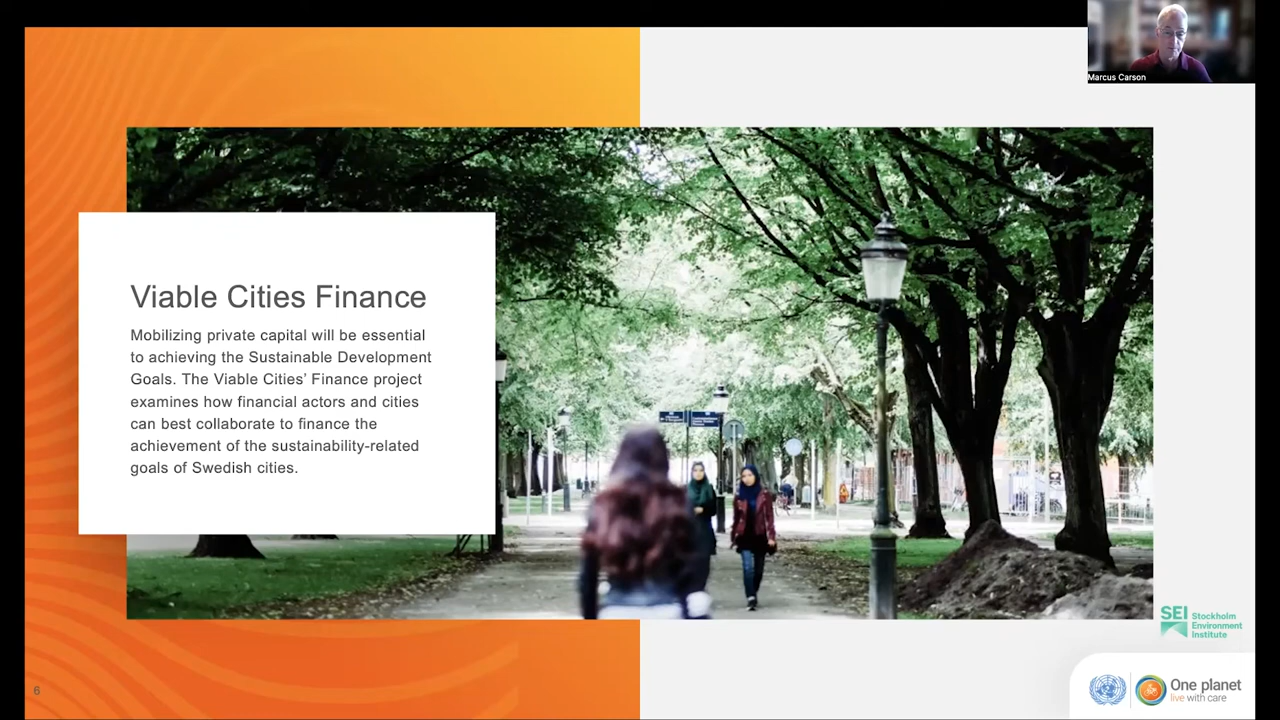 Marcus Carson
Viable Cities Finance
Mobilizing private capital will be essential
to achieving the Sustainable Development
Goals. The Viable Cities’ Finance project
examines how financial actors and cities
can best collaborate to finance the
achievement of the sustainability-related
goals of Swedish cities.
SEI Stockholm
Environment
Institute
6
One planet
live with care